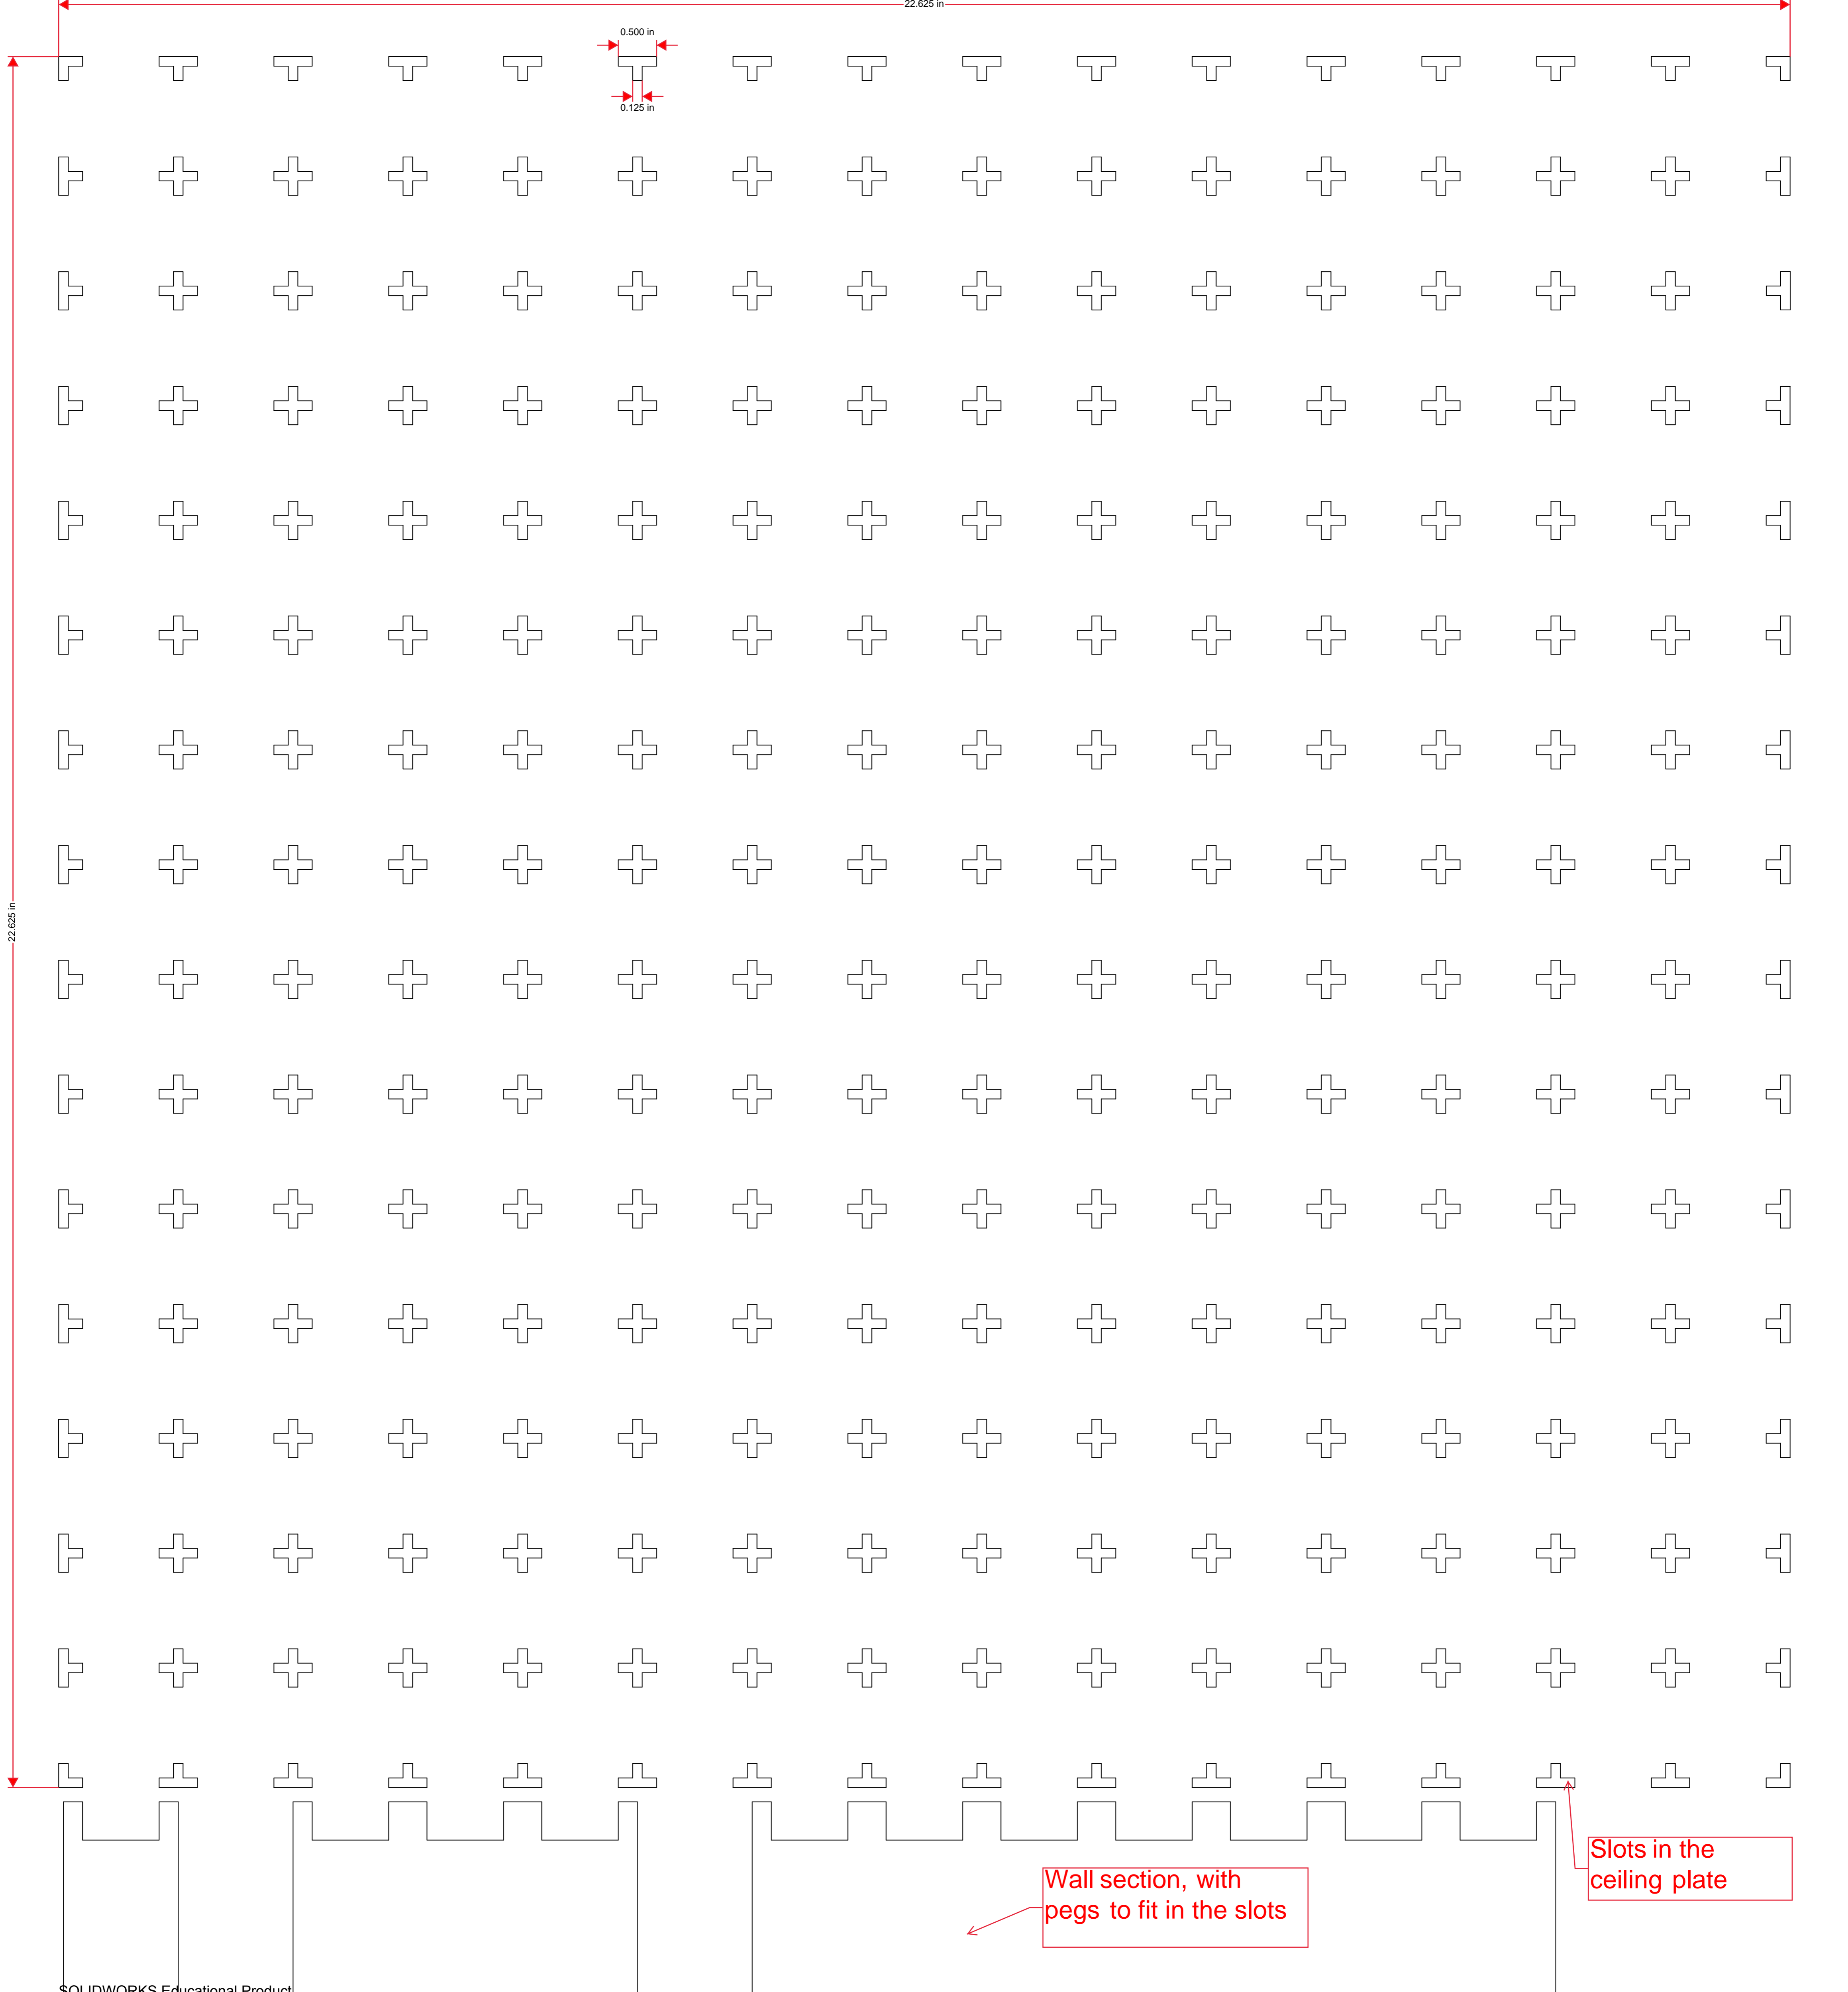 22.625 in
0.500 in
0.125 in
22.625 in
Slots in the
ceiling plate
Wall section, with
pegs to fit in the slots
SOLIDWORKS Educational Product